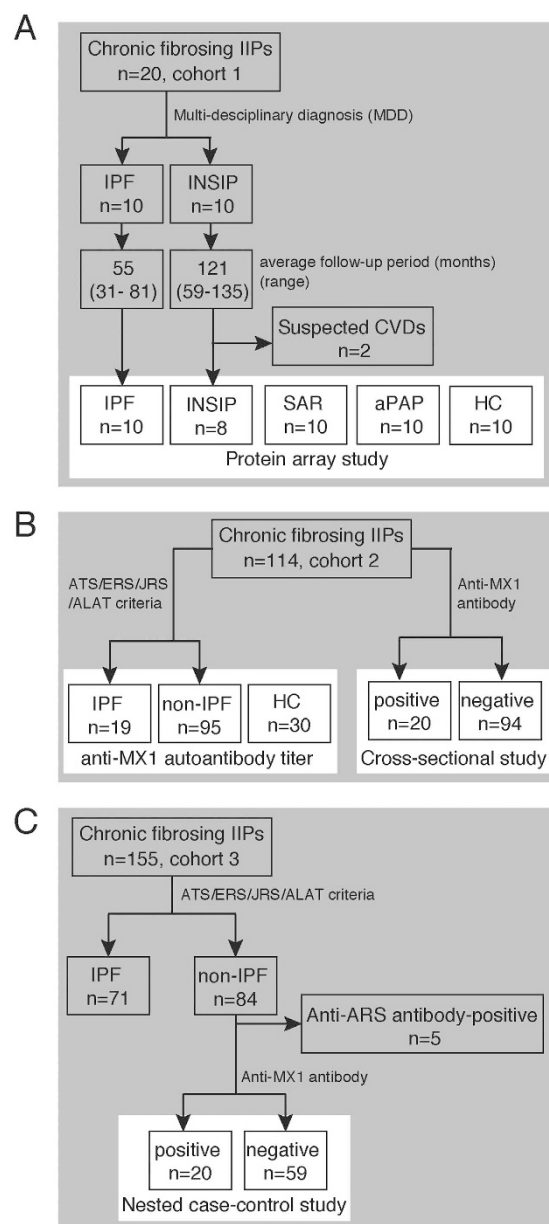 A
Chronic fibrosing IIPs
n=20, cohort 1
Multi-desciplinary diagnosis (MDD)
IPF
n=10
INSIP
n=10
55
(31- 81)
121
(59-135)
average follow-up period (months)
(range)
Suspected CVDs
n=2
IPF
n=10
INSIP
n=8
SAR
n=10
aPAP
n=10
HC
n=10
Protein array study
B
Chronic fibrosing IIPs
n=114, cohort 2
ATS/ERS/JRS
/ALAT criteria
Anti-MX1
antibody
IPF
n=19
non-IPF
n=95
HC
n=30
anti-MX1 autoantibody titer
positive
n=20
negative
n=94
Cross-sectional study
C
Chronic fibrosing IIPs
n=155, cohort 3
ATS/ERS/JRS/ALAT criteria
IPF
n=71
non-IPF
n=84
Anti-ARS antibody-positive
n=5
Anti-MX1 antibody
positive
n=20
negative
n=59
Nested case-control study